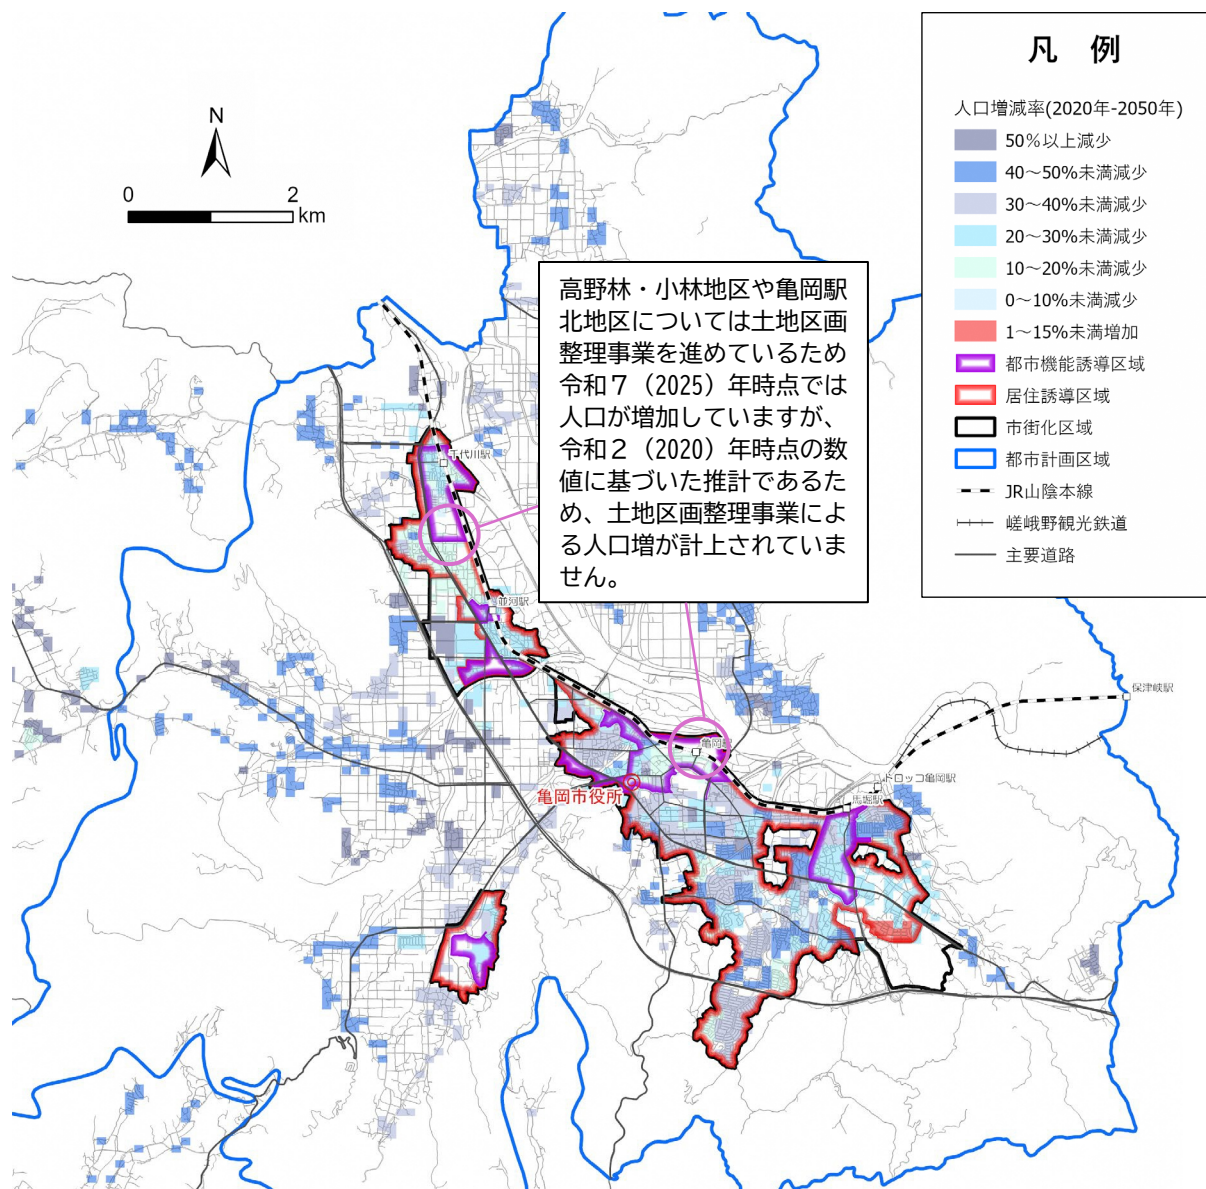 凡 例
人口増減率(2020年-2050年)
50%以上減少
40～50%未満減少
30～40%未満減少
20～30%未満減少
10～20%未満減少
0～10%未満減少
1～15%未満増加
都市機能誘導区域
居住誘導区域
市街化区域
都市計画区域
JR山陰本線
嵯峨野観光鉄道
主要道路
N
0 2
km
高野林・小林地区や亀岡駅
北地区については土地区画
整理事業を進めているため
令和７（2025）年時点では
人口が増加していますが、
令和２（2020）年時点の数
値に基づいた推計であるた
め、土地区画整理事業によ
る人口増が計上されていま
せん。
千代川駅
並河駅
保津峡駅
亀岡駅
トロッコ亀岡駅
馬堀駅
亀岡市役所